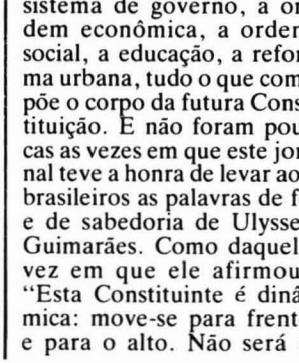 sistema de governo, a or
dem econômica, a orden
social, a educação, a refor
ma urbana, tudo o que com
põe o corpo da futura Cons
tituição. E não foram pou
cas as vezes em que este jor
nal teve a honra de levar ao
brasileiros as palavras de f
e de sabedoria de Ulysse
Guimarães. Como daquel
vez em que ele afirmou
“Esta Constituinte é dinâ
mica: move-se para frent
e para o alto. Não será